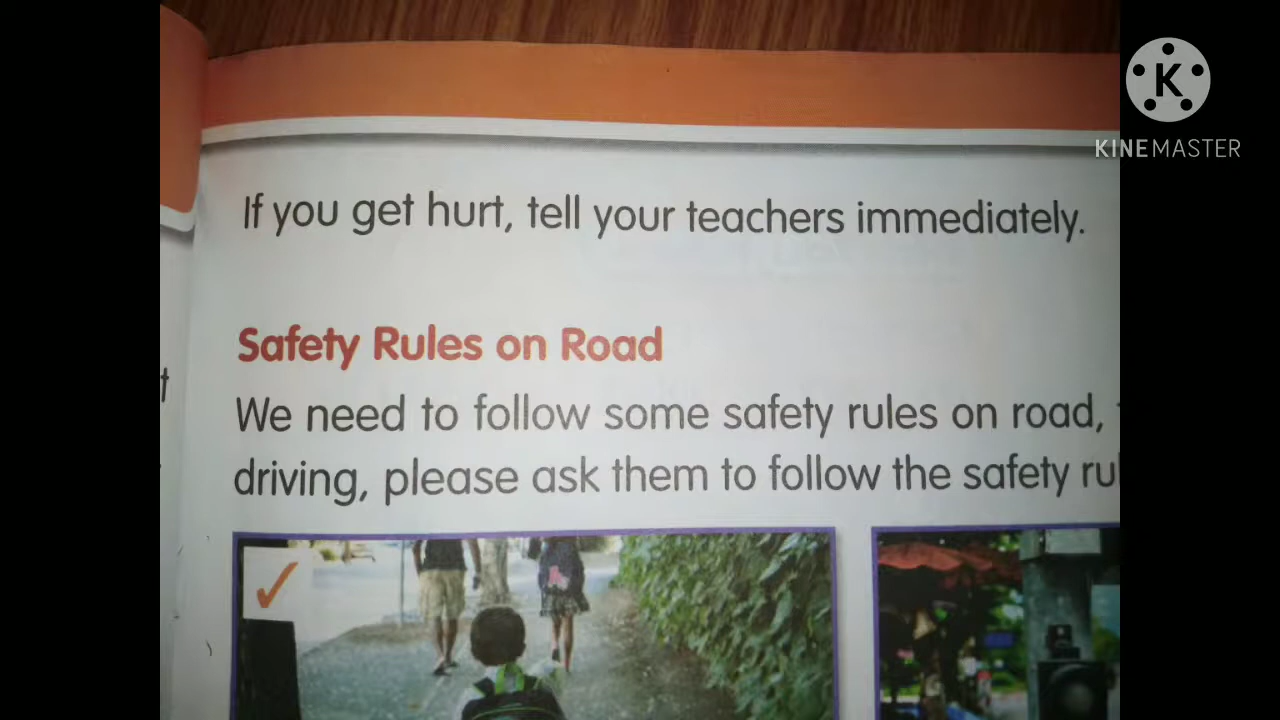 K
KINEMASTER
If you get hurt, tell your teachers immediately.
Safety Rules on Road
We need to follow some safety rules on road,
driving, please ask them to follow the safety